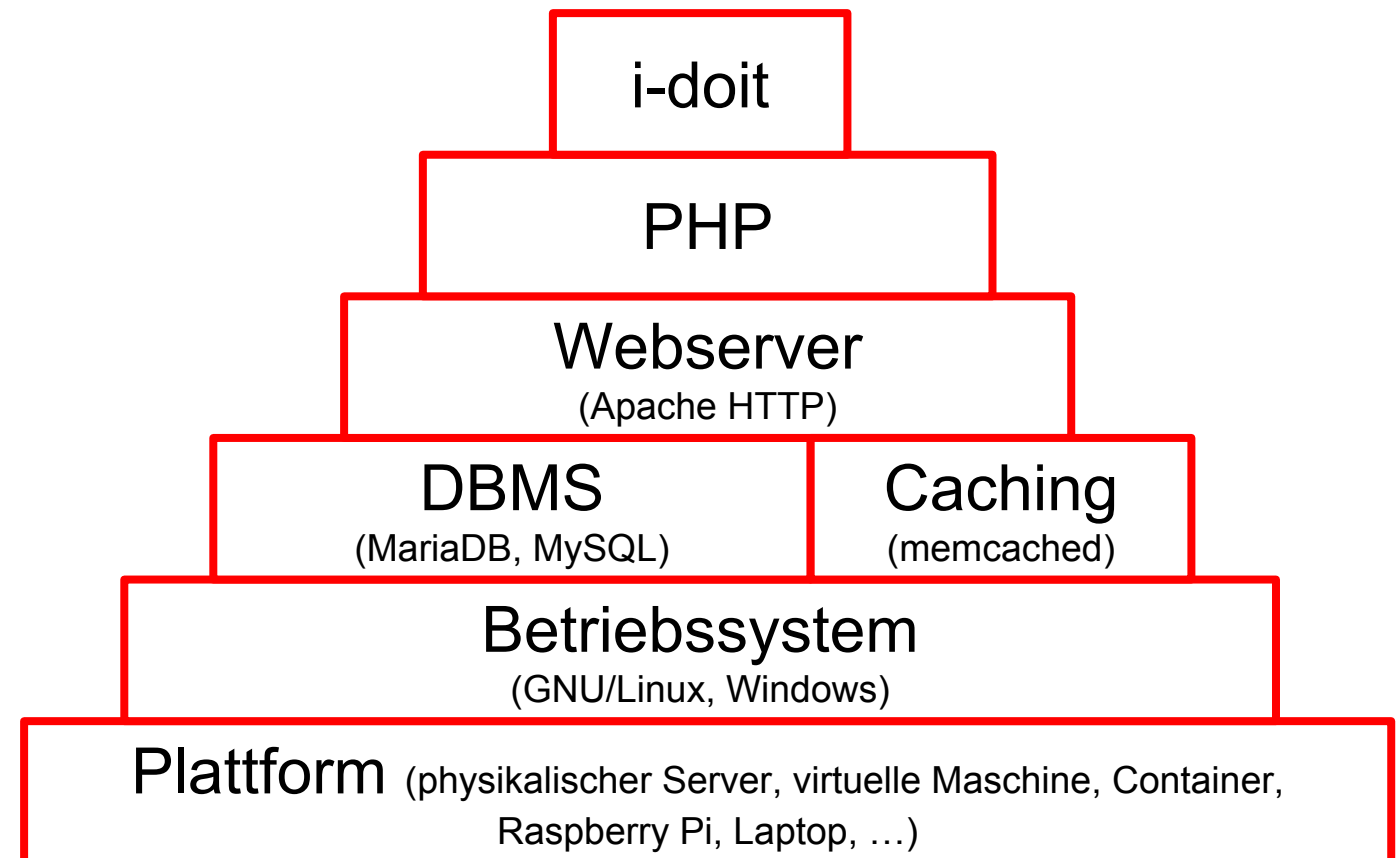 i-doit
PHP
Webserver
(Apache HTTP)
DBMS
(MariaDB, MySQL)
Caching
(memcached)
Betriebssystem
(GNU/Linux, Windows)
Plattform (physikalischer Server, virtuelle Maschine, Container,
Raspberry Pi, Laptop, …)